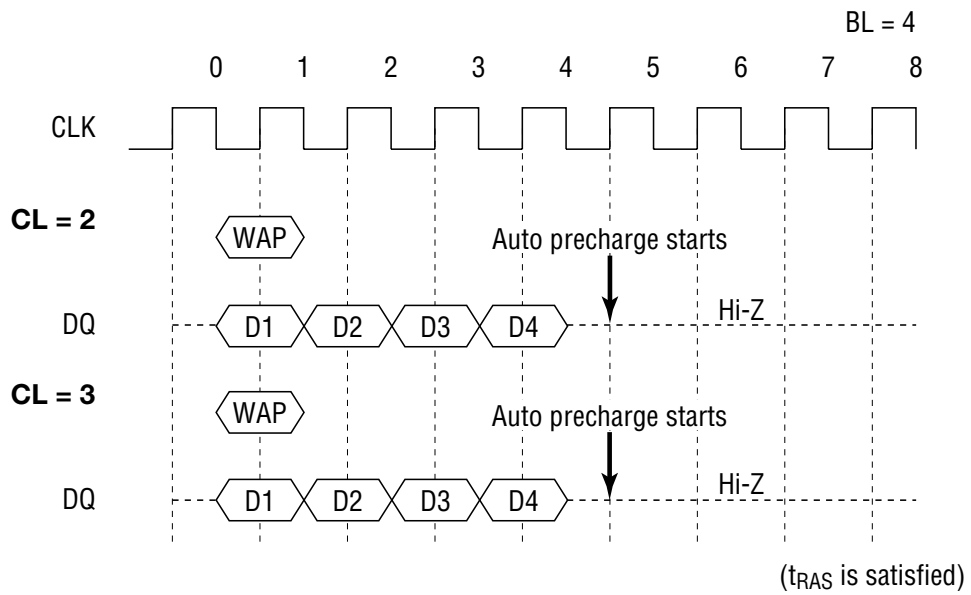 BL = 4
0 1 2 3 4 5 6 7 8
CLK
CL = 2
WAP
Auto precharge starts
DQ D1 D2 D3 D4 Hi-Z
CL = 3
WAP
Auto precharge starts
DQ D1 D2 D3 D4 Hi-Z
(tRAS is satisfied)